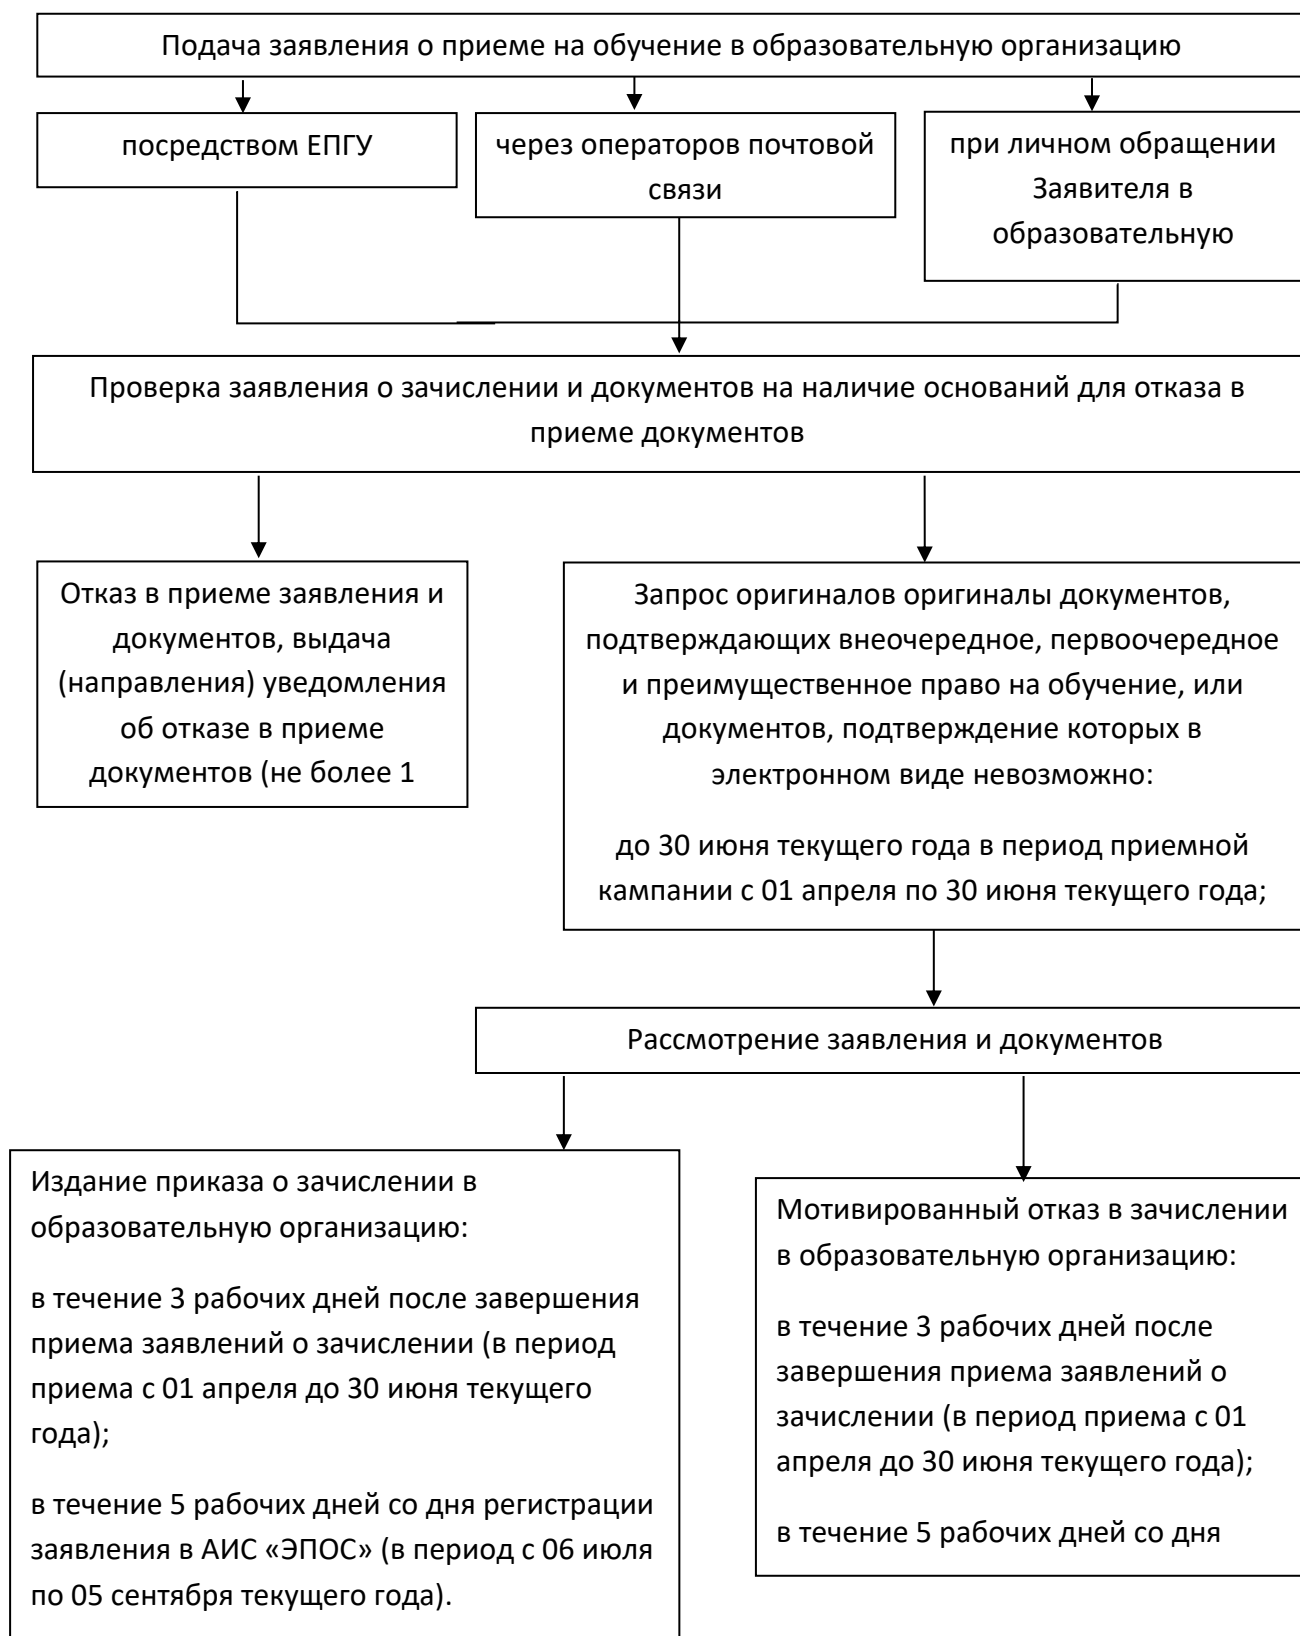 Подача заявления о приеме на обучение в образовательную организацию
посредством ЕПГУ
через операторов почтовой
связи
при личном обращении
Заявителя в
образовательную
Проверка заявления о зачислении и документов на наличие оснований для отказа в
приеме документов
Отказ в приеме заявления и
документов, выдача
(направления) уведомления
об отказе в приеме
документов (не более 1
Запрос оригиналов оригиналы документов,
подтверждающих внеочередное, первоочередное
и преимущественное право на обучение, или
документов, подтверждение которых в
электронном виде невозможно:
до 30 июня текущего года в период приемной
кампании с 01 апреля по 30 июня текущего года;
Рассмотрение заявления и документов
Издание приказа о зачислении в
образовательную организацию:
в течение 3 рабочих дней после завершения
приема заявлений о зачислении (в период
приема с 01 апреля до 30 июня текущего
года);
в течение 5 рабочих дней со дня регистрации
заявления в АИС «ЭПОС» (в период с 06 июля
по 05 сентября текущего года).
Мотивированный отказ в зачислении
в образовательную организацию:
в течение 3 рабочих дней после
завершения приема заявлений о
зачислении (в период приема с 01
апреля до 30 июня текущего года);
в течение 5 рабочих дней со дня